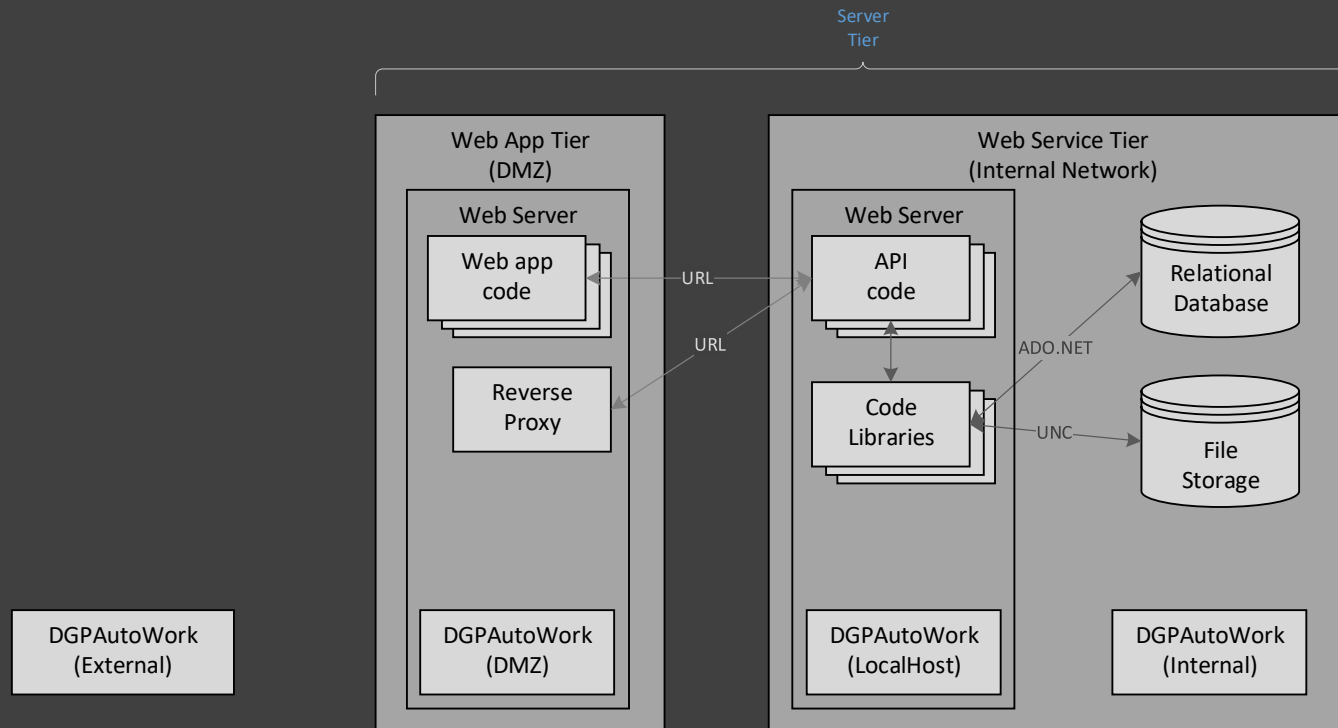 Server
Tier
Web App Tier
(DMZ)
Web Server
Web app
code
Reverse
Proxy
DGPAutoWork
(DMZ)
URL
URL
Web Service Tier
(Internal Network)
Web Server
API
code
Code
Libraries
DGPAutoWork
(LocalHost)
ADO.NET
UNC
Relational
Database
File
Storage
DGPAutoWork
(Internal)
DGPAutoWork
(External)